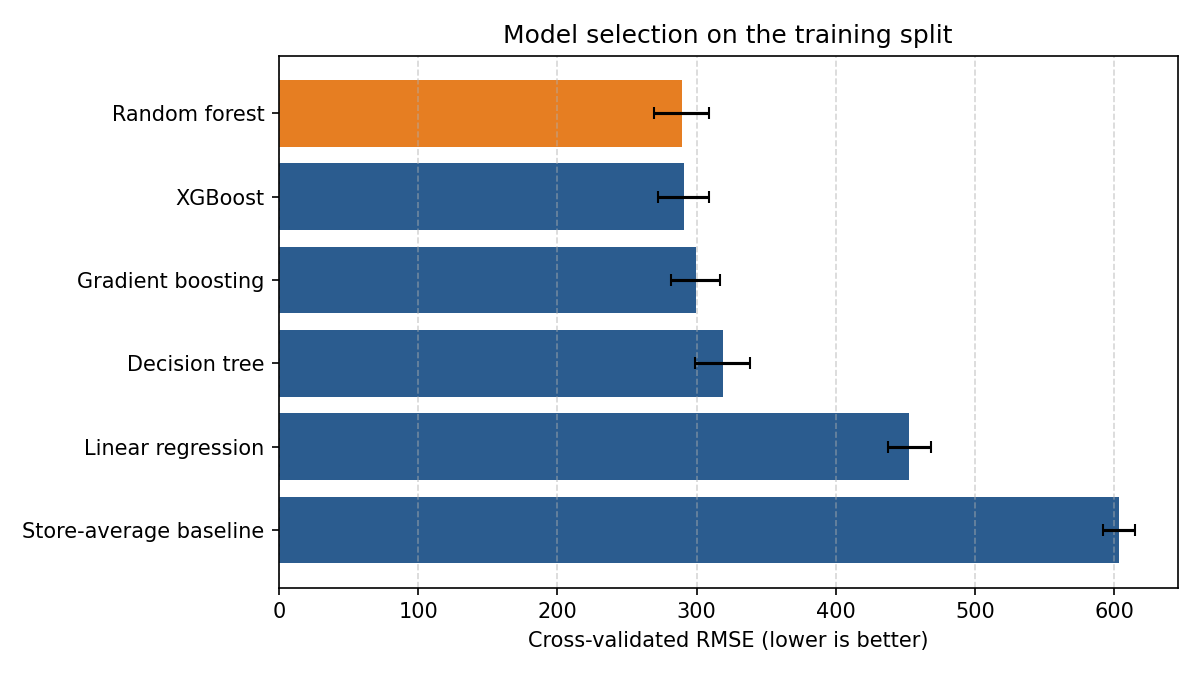 Model selection on the training split
Random forest
XGBoost
Gradient boosting
Decision tree
Linear regression
Store-average baseline
0 100 200 300 400 500 600
Cross-validated RMSE (lower is better)